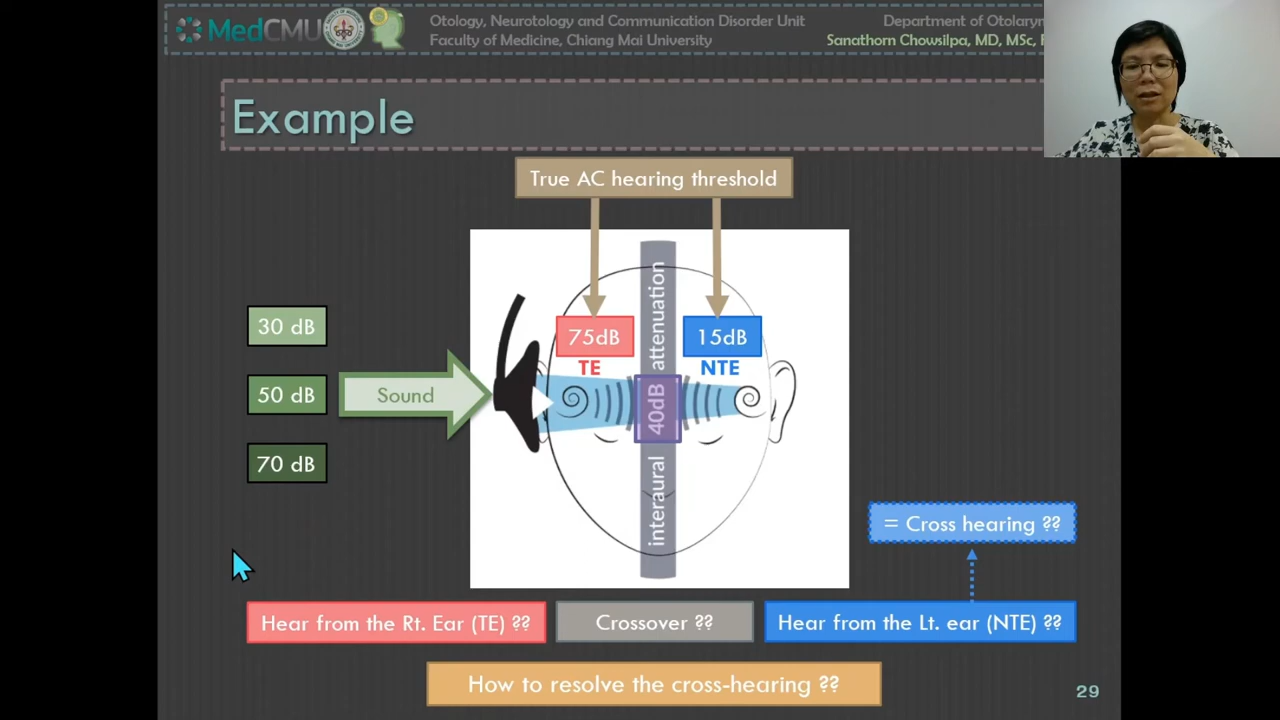 MedCMU
Otology, Neurotology and Communication Disorder Unit
Faculty of Medicine, Chiang Mai University
Department of
Sanathorn Chowsilpa, MD, MSc,
Example
True AC hearing threshold
30 dB
50 dB
70 dB
Sound
75dB
TE
15dB
NTE
interaural
40dB
attenuation
= Cross hearing ??
Hear from the Rt. Ear (TE) ??
Crossover ??
Hear from the Lt. ear (NTE) ??
How to resolve the cross-hearing ??
29